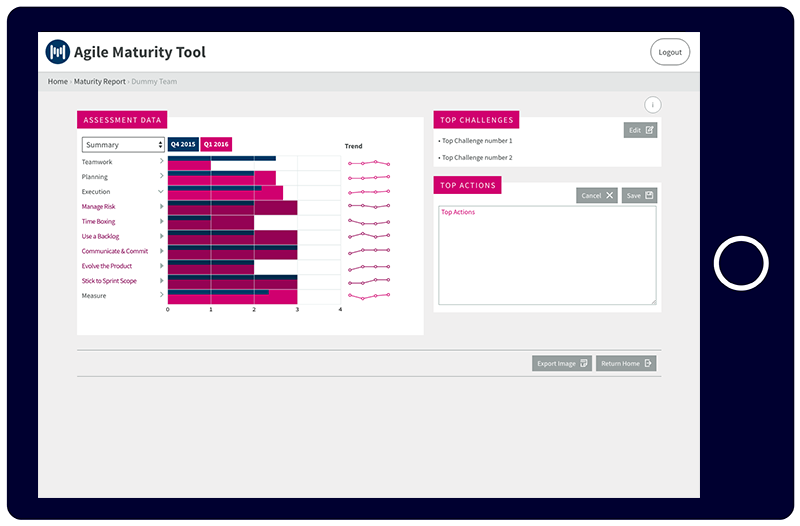 Agile Maturity Tool
Logout
Home › Maturity Report › Dummy Team
i
ASSESSMENT DATA
Summary
Q4 2015
Q1 2016
Trend
Teamwork
Planning
Execution
Manage Risk
Time Boxing
Use a Backlog
Communicate & Commit
Evolve the Product
Stick to Sprint Scope
Measure
0 1 2 3 4
TOP CHALLENGES
Edit
• Top Challenge number 1
• Top Challenge number 2
TOP ACTIONS
Cancel
Save
Top Actions
Export Image
Return Home